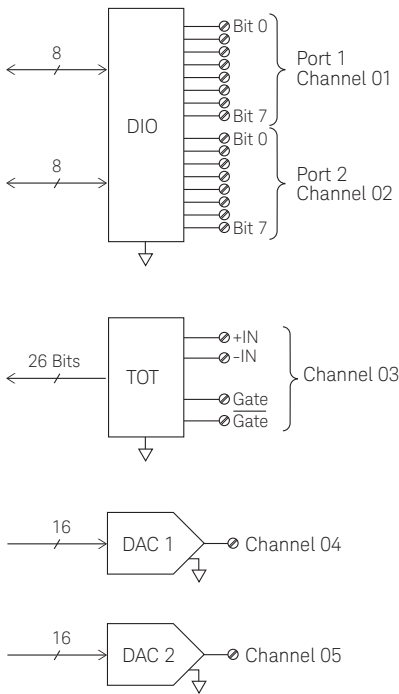 8
DIO
Bit 0
Bit 7
Port 1
Channel 01
8
Bit 0
Bit 7
Port 2
Channel 02
26 Bits
TOT
+IN
-IN
Gate
Gate
Channel 03
16
DAC 1
Channel 04
16
DAC 2
Channel 05